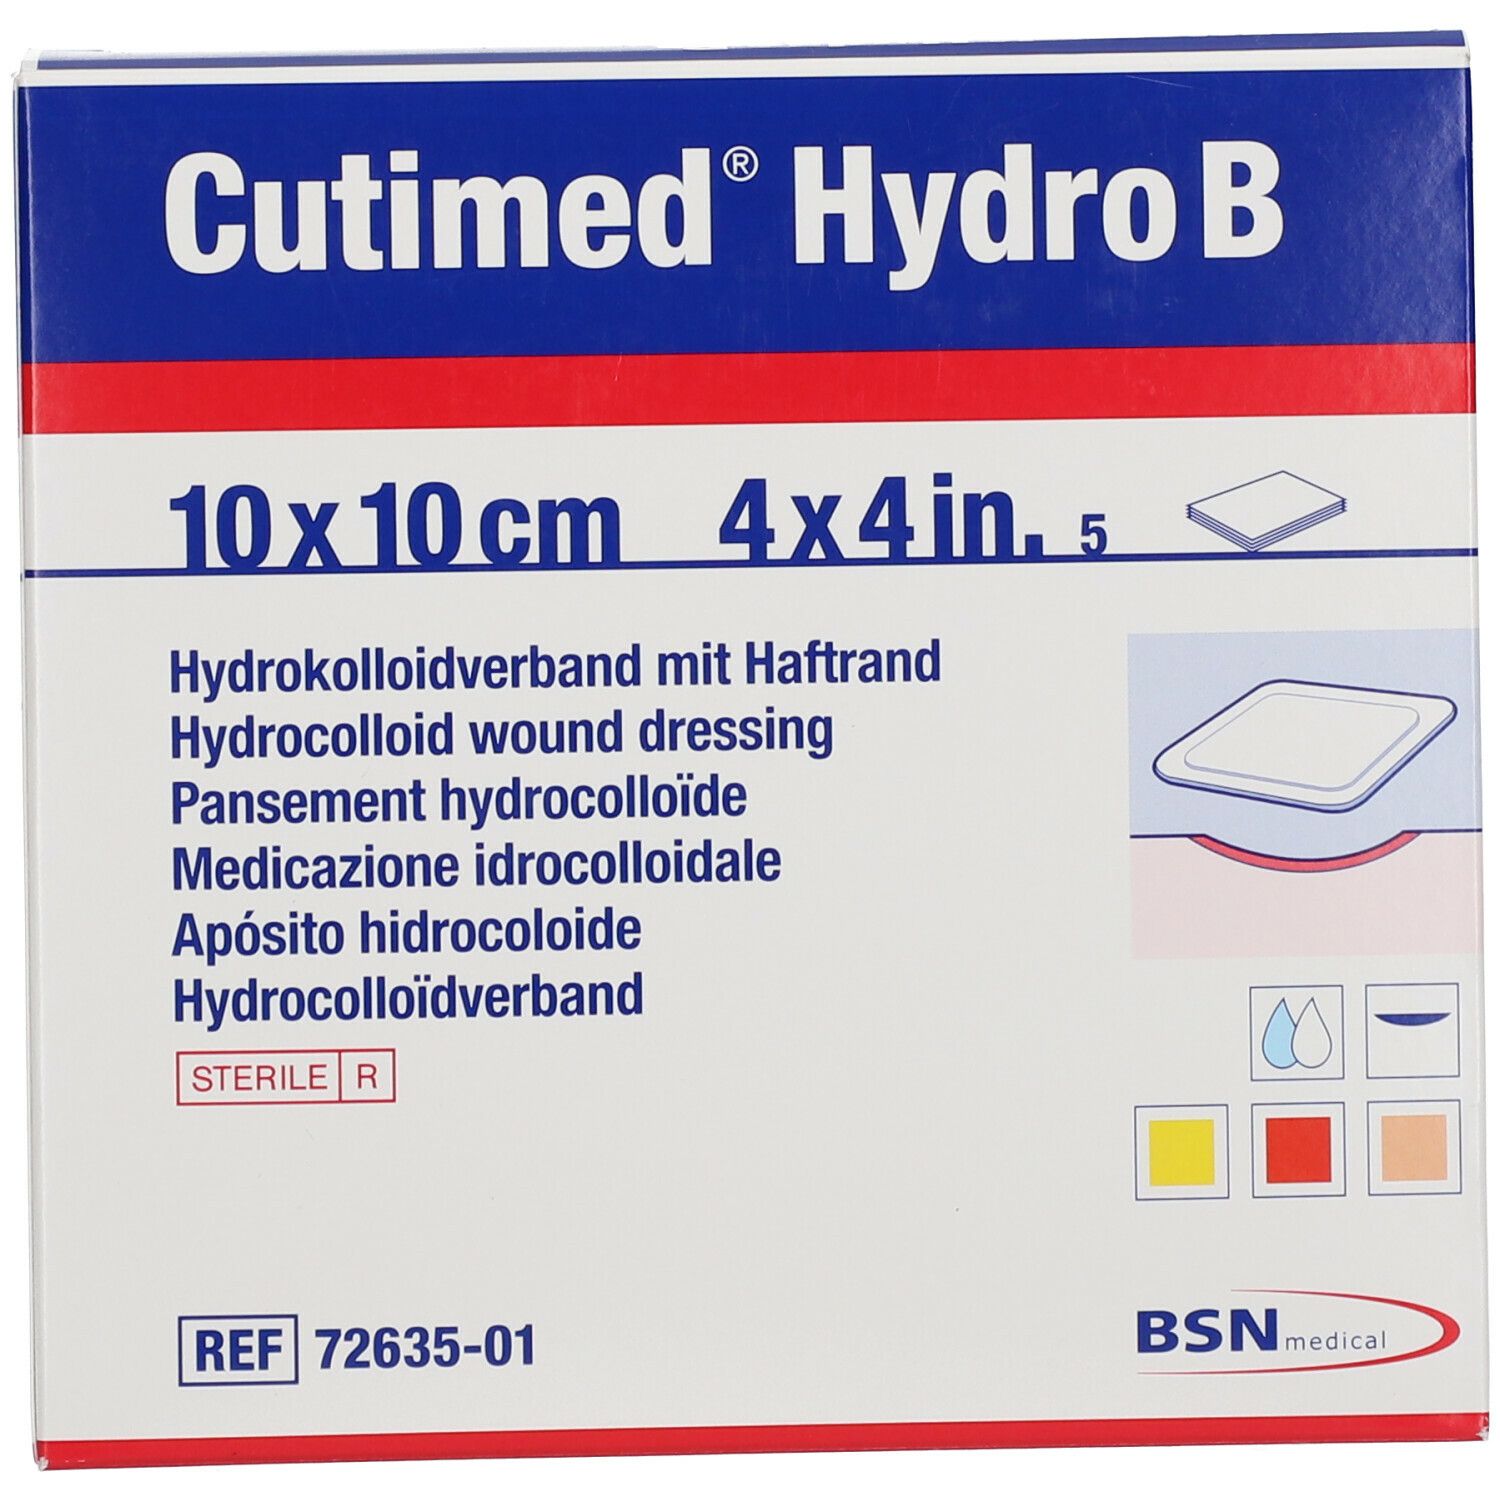 Cutimed® Hydro B
10 x 10 cm 4 x 4 in. 5
Hydrokolloidverband mit Haftrand
Hydrocolloid wound dressing
Pansement hydrocolloïde
Medicazione idrocolloidale
Apósito hidrocoloide
Hydrocolloïdverband
STERILE R
REF 72635-01
BSN medical